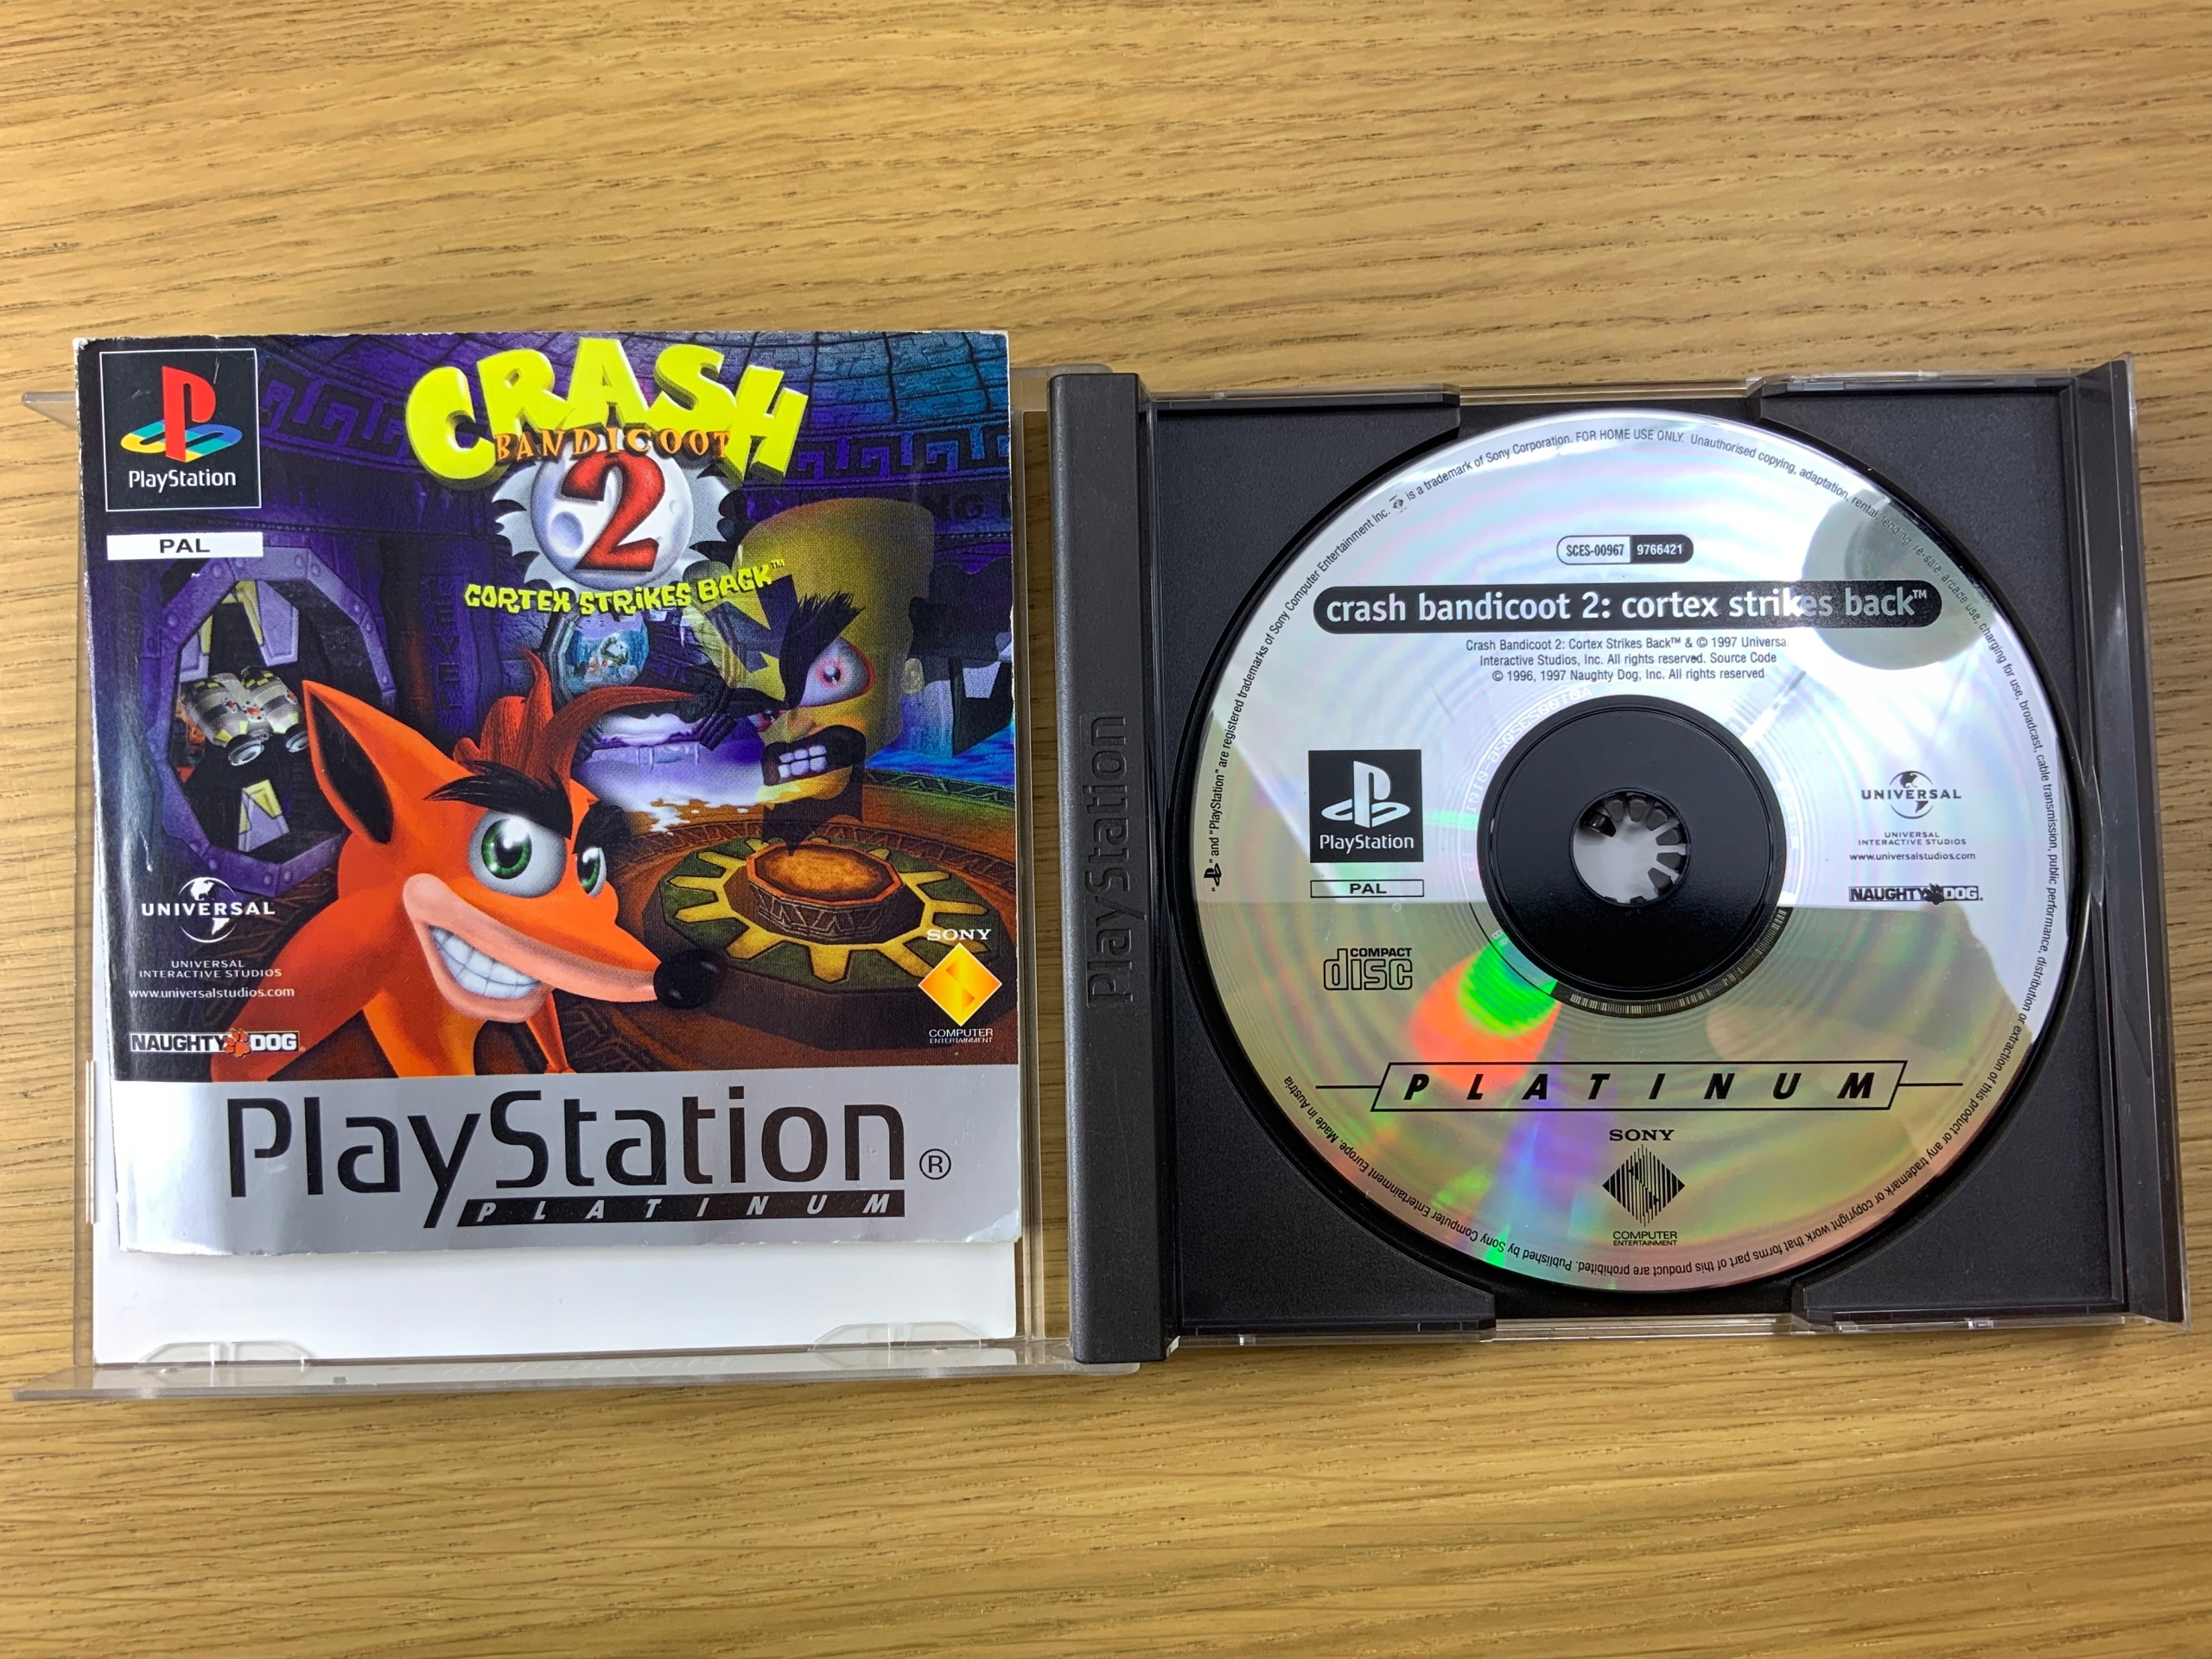 PlayStation
PAL
CRASH
BANDICOOT
2
CORTEX STRIKES BACK™
UNIVERSAL
UNIVERSAL
INTERACTIVE STUDIOS
www.universalstudios.com
NAUGHTY DOG
SONY
COMPUTER
ENTERTAINMENT
PlayStation®
PLATINUM
PlayStation
"PS" and "PlayStation" are registered trademarks of Sony Computer Entertainment Inc. is a trademark of Sony Corporation. FOR HOME USE ONLY. Unauthorised copying, adaptation, rental, lending, re-sale, arcade use, charging for use, broadcast, cable transmission, public performance, distribution or extraction of this product or any trademark or copyright work that forms part of this product are prohibited. Published by Sony Computer Entertainment Europe. Made in Austria
SCES-00967 9766421
crash bandicoot 2: cortex strikes back™
Crash Bandicoot 2: Cortex Strikes Back™ & © 1997 Universa
Interactive Studios, Inc. All rights reserved. Source Code
© 1996, 1997 Naughty Dog, Inc. All rights reserved
PlayStation
PAL
UNIVERSAL
UNIVERSAL
INTERACTIVE STUDIOS
www.universalstudios.com
NAUGHTY DOG.
COMPACT
disc
PLATINUM
SONY
COMPUTER
ENTERTAINMENT